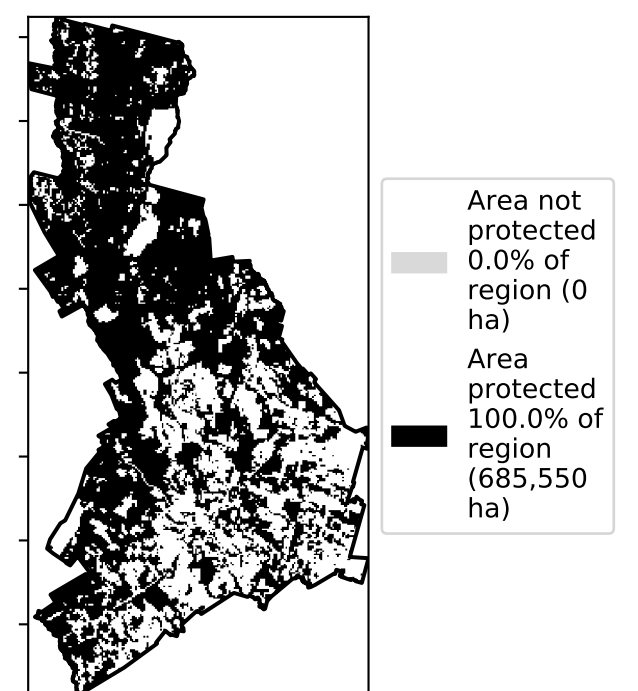 Area not
protected
0.0% of
region (0
ha)
Area
protected
100.0% of
region
(685,550
ha)